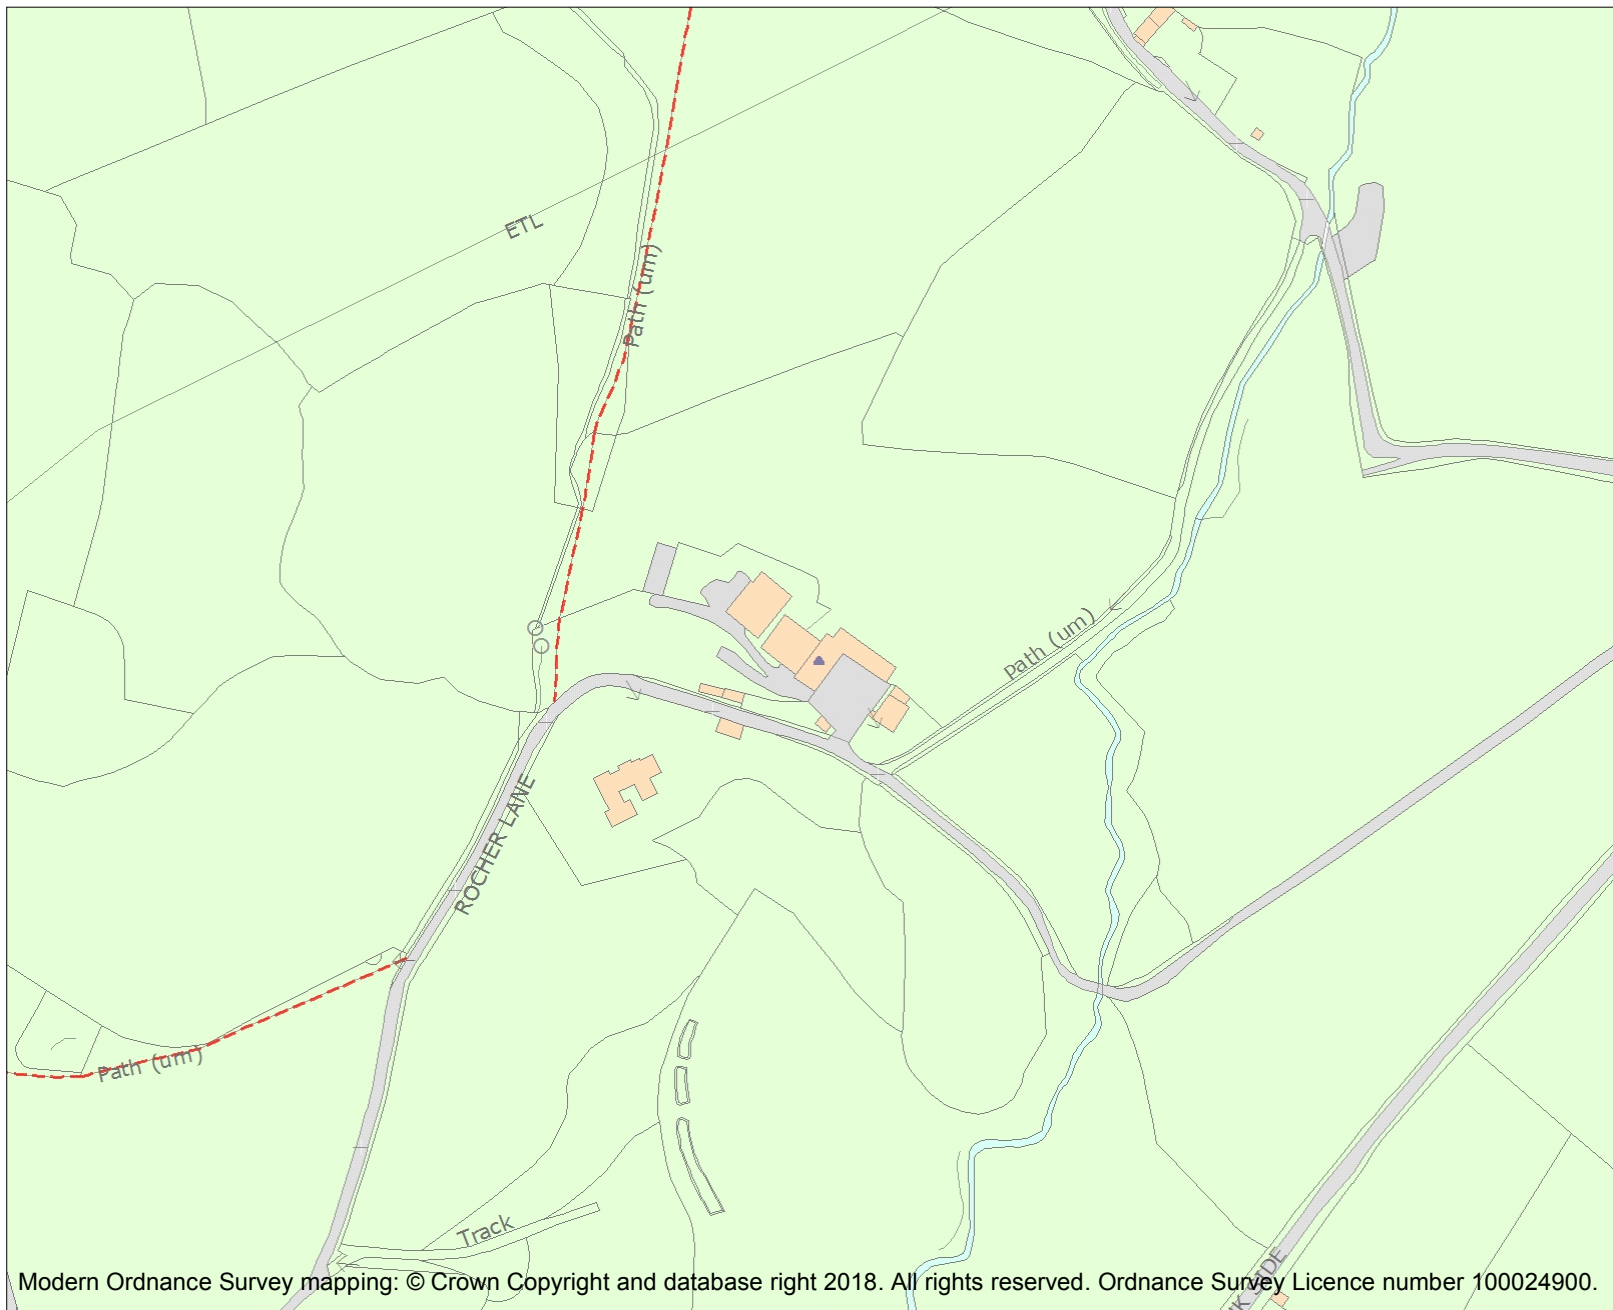 ETL
Path (um)
Path (um)
ROCHER LANE
Path (um)
Track
Modern Ordnance Survey mapping: © Crown Copyright and database right 2018. All rights reserved. Ordnance Survey Licence number 100024900.